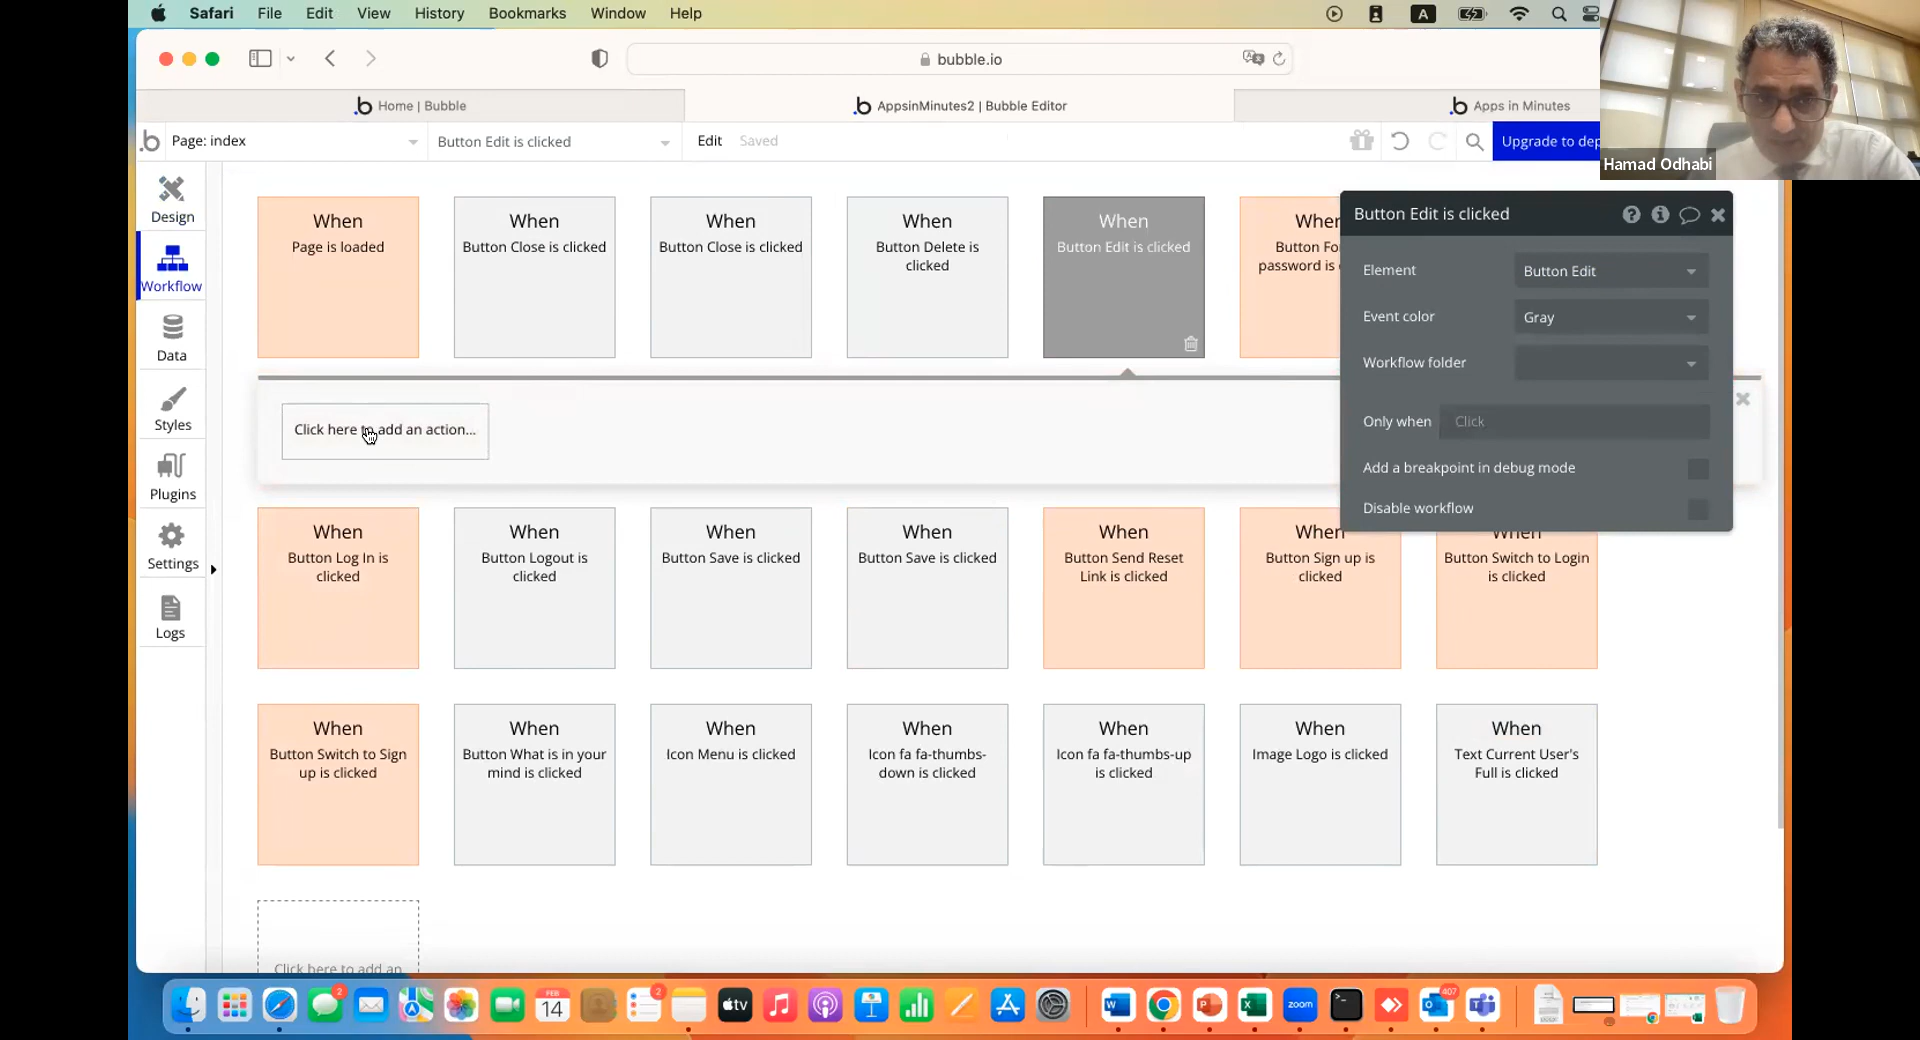 Safari File Edit View History Bookmarks Window Help
A
bubble.io
Home | Bubble
AppsinMinutes2 | Bubble Editor
Apps in Minutes
Page: index
Button Edit is clicked
Edit
Saved
Upgrade to dep
Hamad Odhabi
Design
Workflow
Data
Styles
Plugins
Settings
Logs
When
Page is loaded
When
Button Close is clicked
When
Button Close is clicked
When
Button Delete is
clicked
When
Button Edit is clicked
When
Button Fo
password is
Button Edit is clicked
Element
Button Edit
Event color
Gray
Workflow folder
Only when
Click
Add a breakpoint in debug mode
Disable workflow
Click here to add an action...
When
Button Log In is
clicked
When
Button Logout is
clicked
When
Button Save is clicked
When
Button Save is clicked
When
Button Send Reset
Link is clicked
When
Button Sign up is
clicked
When
Button Switch to Login
is clicked
When
Button Switch to Sign
up is clicked
When
Button What is in your
mind is clicked
When
Icon Menu is clicked
When
Icon fa fa-thumbs-
down is clicked
When
Icon fa fa-thumbs-up
is clicked
When
Image Logo is clicked
When
Text Current User's
Full is clicked
Click here to add an
2
FEB
14
2
tv
W
P
X
zoom
407